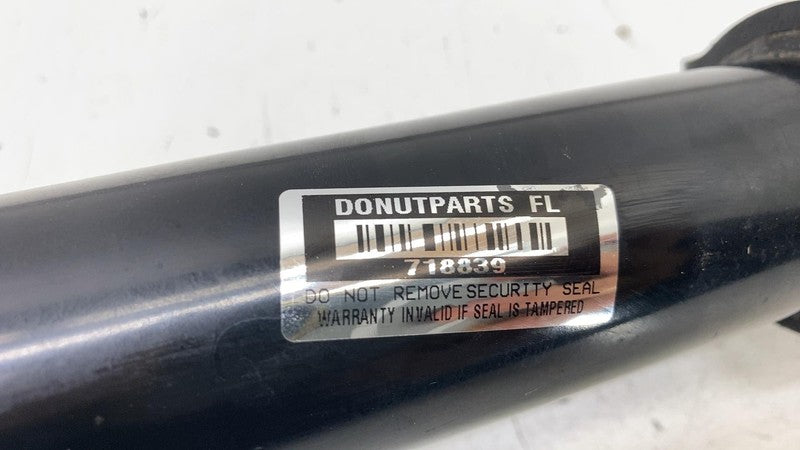 DONUTPARTS FL
718839
DO NOT REMOVE SECURITY SEAL
WARRANTY INVALID IF SEAL IS TAMPERED